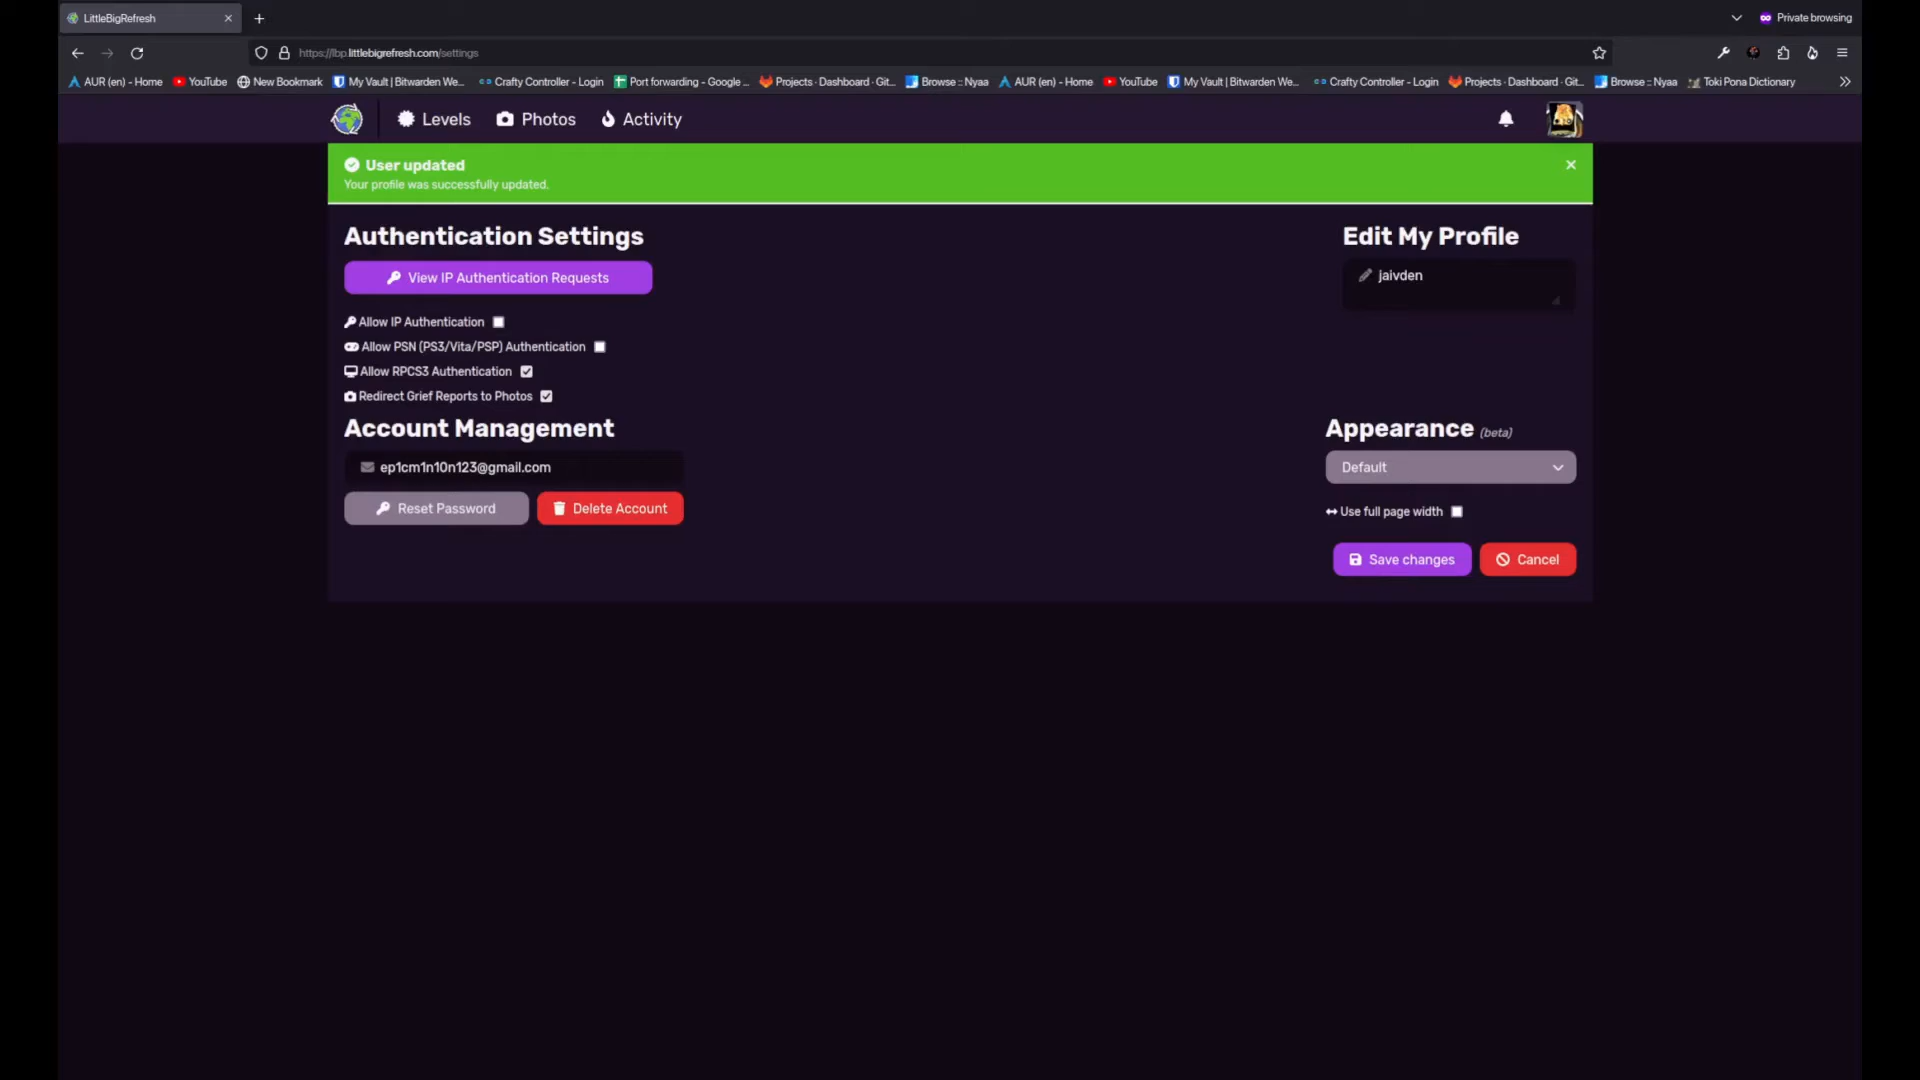 LittleBigRefresh
Private browsing
https://lbp.littlebigrefresh.com/settings
AUR (en) - Home YouTube New Bookmark My Vault | Bitwarden We... Crafty Controller - Login Port forwarding - Google ... Projects · Dashboard · Git... Browse :: Nyaa AUR (en) - Home YouTube My Vault | Bitwarden We... Crafty Controller - Login Projects · Dashboard · Git... Browse :: Nyaa Toki Pona Dictionary
Levels Photos Activity
User updated
Your profile was successfully updated.
Authentication Settings
View IP Authentication Requests
Allow IP Authentication
Allow PSN (PS3/Vita/PSP) Authentication
Allow RPCS3 Authentication
Redirect Grief Reports to Photos
Edit My Profile
jaivden
Account Management
ep1cm1n10n123@gmail.com
Reset Password Delete Account
Appearance (beta)
Default
Use full page width
Save changes Cancel